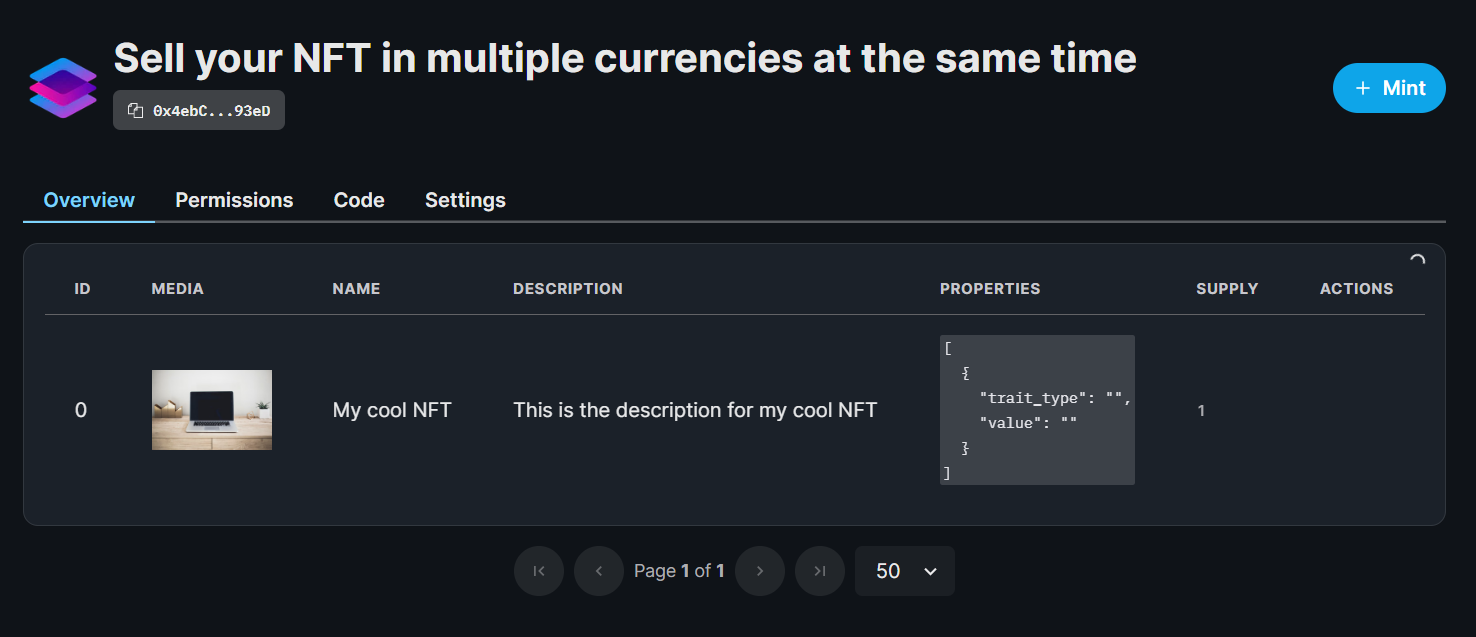 Sell your NFT in multiple currencies at the same time
0x4ebC...93eD
+ Mint
Overview Permissions Code Settings
ID MEDIA NAME DESCRIPTION PROPERTIES SUPPLY ACTIONS
[
{
"trait_type": "",
0 My cool NFT This is the description for my cool NFT 1
"value": ""
}
]
Page 1 of 1 50